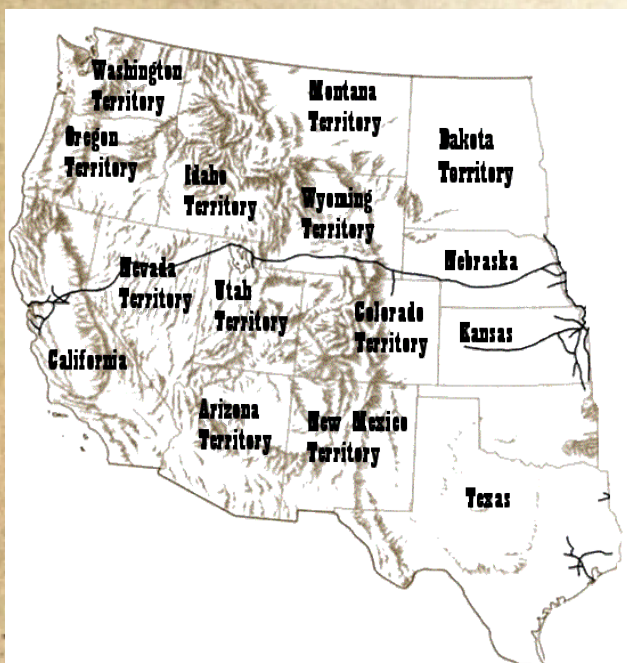 Washington
Territory
Montana
Territory
Oregon
Territory
Dakota
Territory
Idaho
Territory
Wyoming
Territory
Nebraska
Nevada
Territory
Utah
Territory
Colorado
Territory
Kansas
California
Arizona
Territory
New Mexico
Territory
Texas